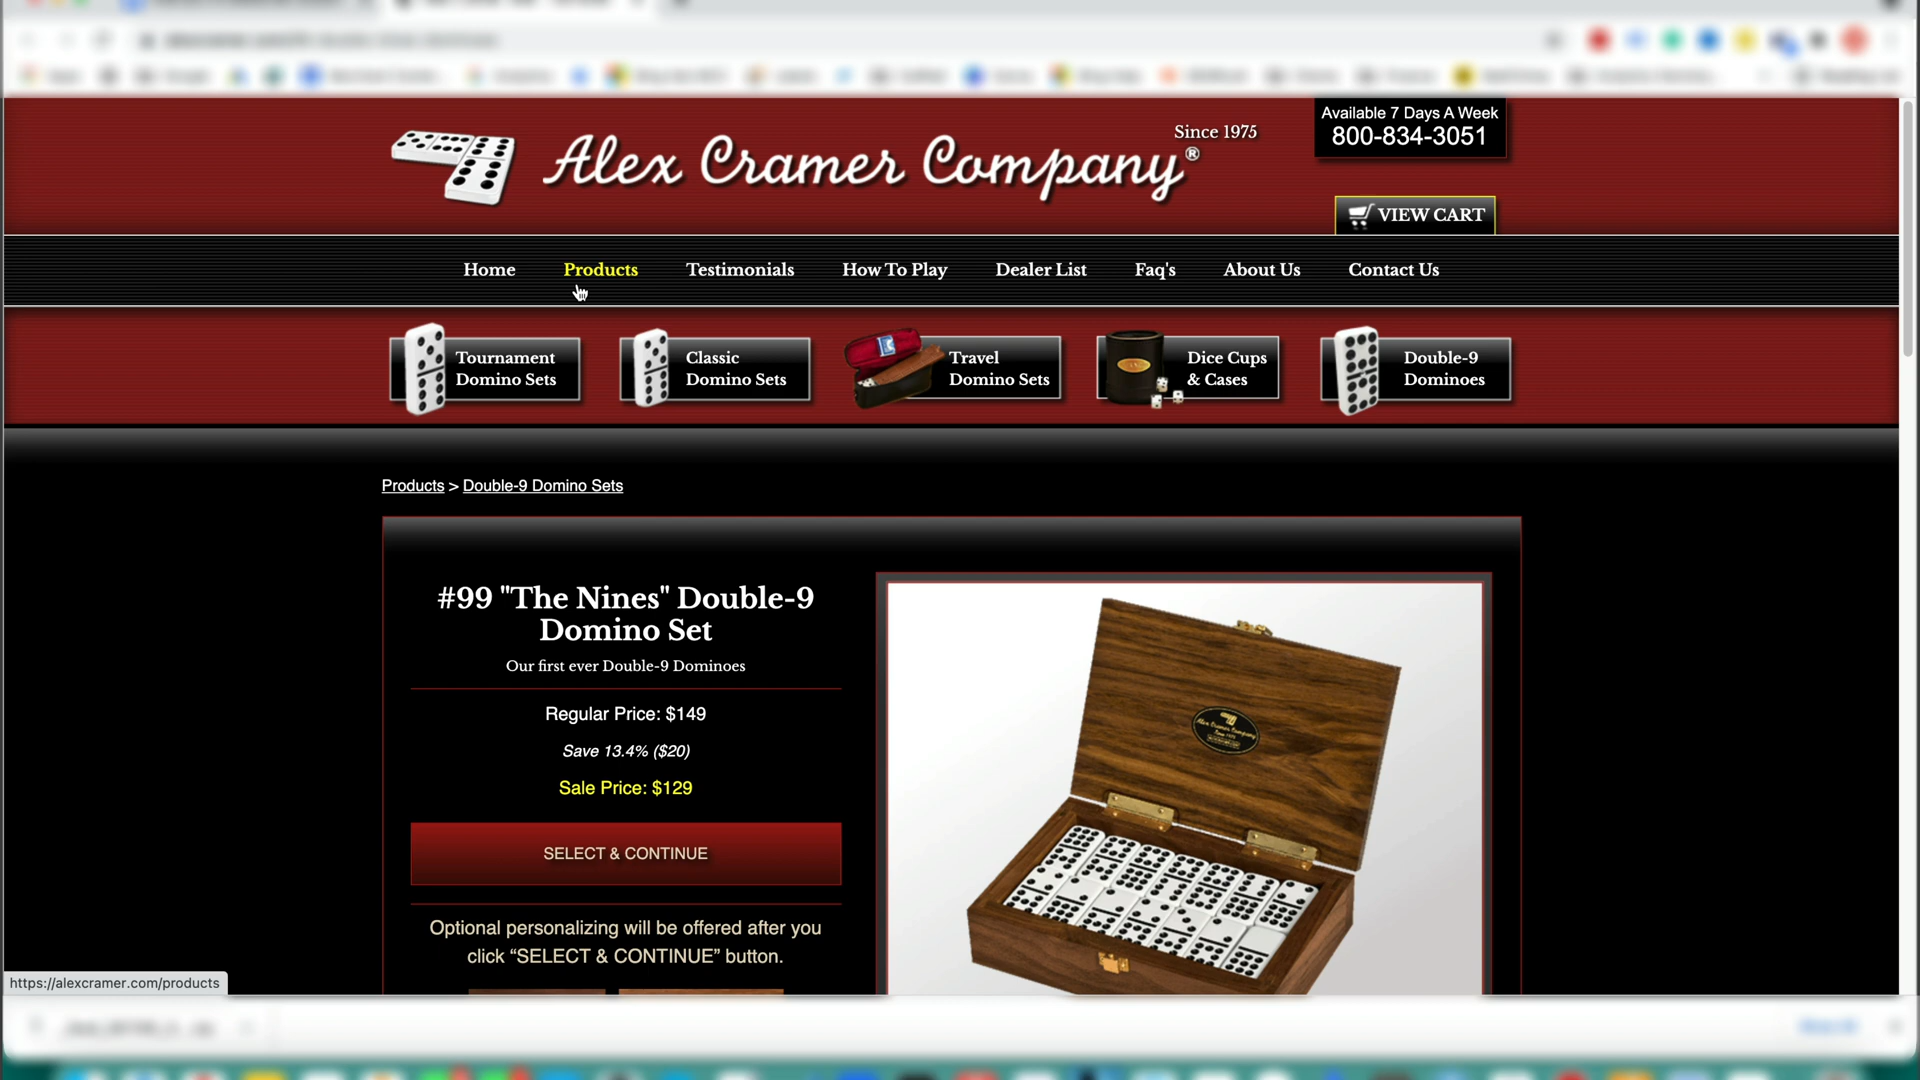 Since 1975
Available 7 Days A Week
800-834-3051
Alex Cramer Company®
VIEW CART
Home Products Testimonials How To Play Dealer List Faq's About Us Contact Us
Tournament
Domino Sets
Classic
Domino Sets
Travel
Domino Sets
Dice Cups
& Cases
Double-9
Dominoes
Products > Double-9 Domino Sets
#99 "The Nines" Double-9
Domino Set
Our first ever Double-9 Dominoes
Regular Price: $149
Save 13.4% ($20)
Sale Price: $129
SELECT & CONTINUE
Optional personalizing will be offered after you
click “SELECT & CONTINUE” button.
Alex Cramer Company
https://alexcramer.com/products